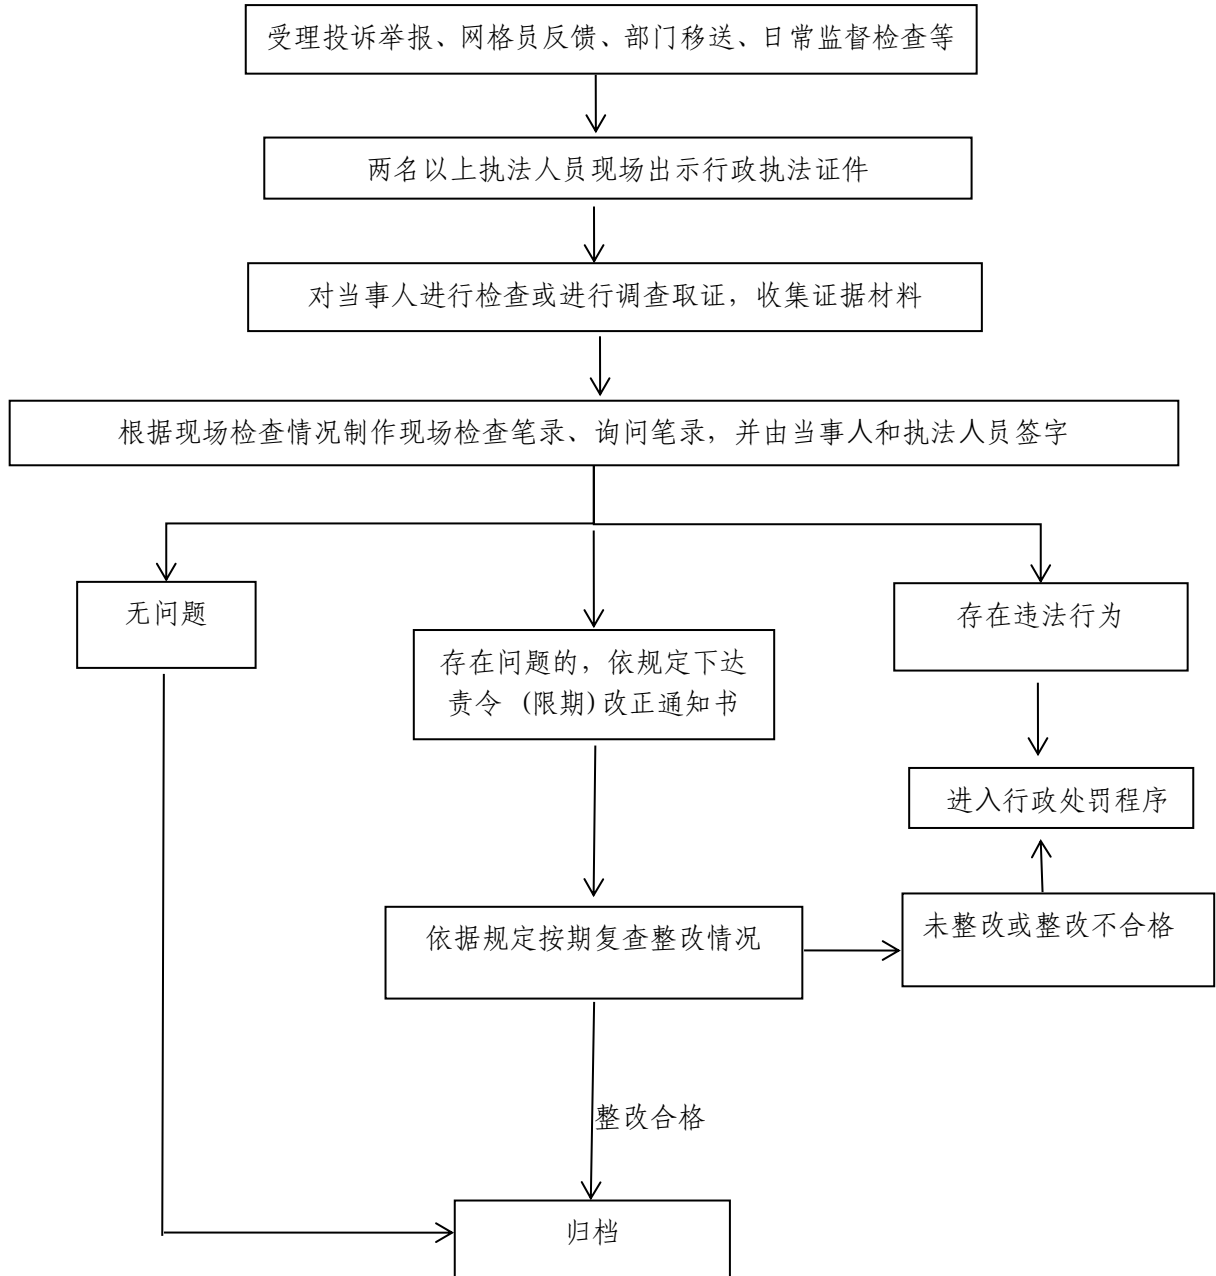 受理投诉举报、网格员反馈、部门移送、日常监督检查等
两名以上执法人员现场出示行政执法证件
对当事人进行检查或进行调查取证，收集证据材料
根据现场检查情况制作现场检查笔录、询问笔录，并由当事人和执法人员签字
无问题
存在问题的，依规定下达
责令 (限期)改正通知书
存在违法行为
进入行政处罚程序
依据规定按期复查整改情况
未整改或整改不合格
整改合格
归档